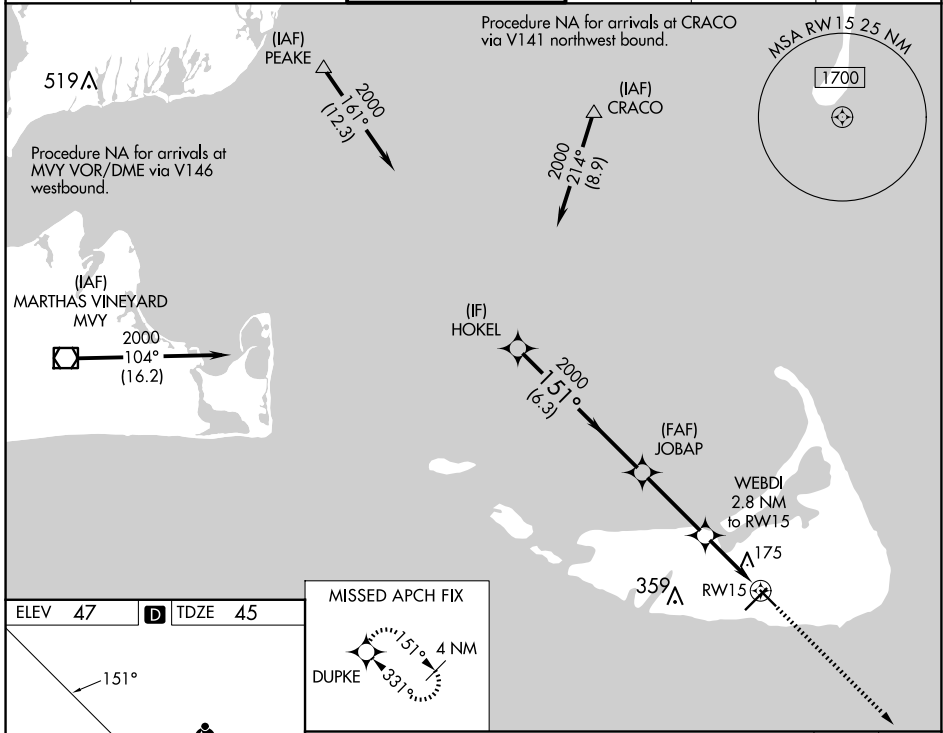 Procedure NA for arrivals at CRACO
via V141 northwest bound.
MSA RW 15 25 NM
1700
(IAF)
PEAKE
2000
161°
(12.3)
(IAF)
CRACO
2000
214°
(8.9)
519
Procedure NA for arrivals at
MVY VOR/DME via V146
westbound.
(IAF)
MARTHAS VINEYARD
MVY
2000
104°
(16.2)
(IF)
HOKEL
2000
151°
(6.3)
(FAF)
JOBAP
WEBDI
2.8 NM
to RW15
175
359
RW15
ELEV 47
D
TDZE 45
151°
MISSED APCH FIX
DUPKE
151°
331°
4 NM